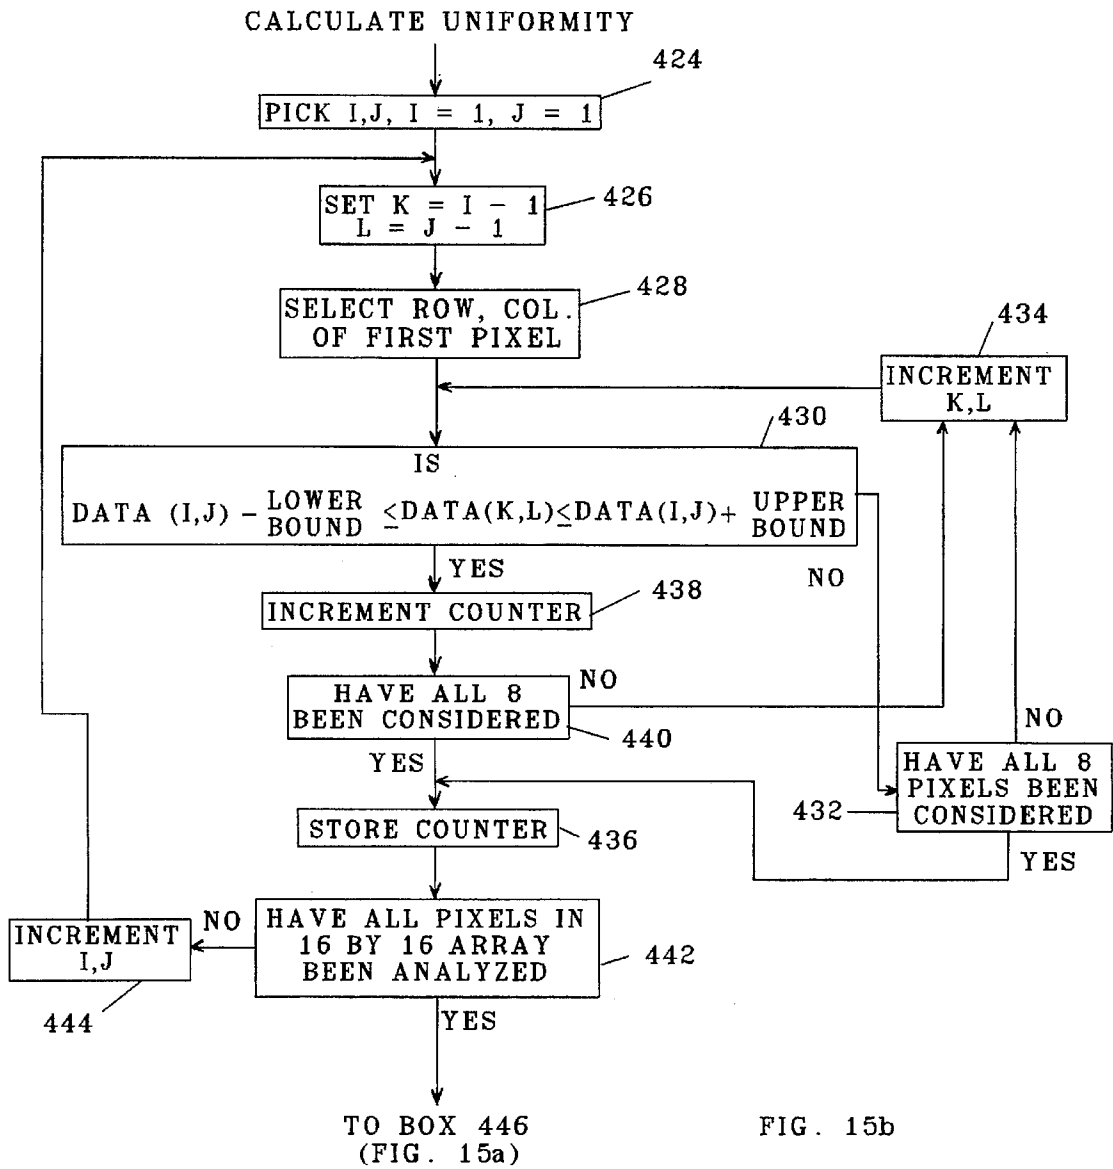 CALCULATE UNIFORMITY
424
PICK I,J, I = 1, J = 1
SET K = I - 1
L = J - 1
426
SELECT ROW, COL.
OF FIRST PIXEL
428
434
INCREMENT
K,L
430
IS
DATA (I,J) - LOWER BOUND ≤DATA(K,L)≤DATA(I,J)+ UPPER BOUND
YES
NO
INCREMENT COUNTER
438
HAVE ALL 8
BEEN CONSIDERED
NO
440
YES
NO
HAVE ALL 8
PIXELS BEEN
CONSIDERED
432
YES
STORE COUNTER
436
HAVE ALL PIXELS IN
16 BY 16 ARRAY
BEEN ANALYZED
442
NO
INCREMENT
I,J
444
YES
TO BOX 446
(FIG. 15a)
FIG. 15b